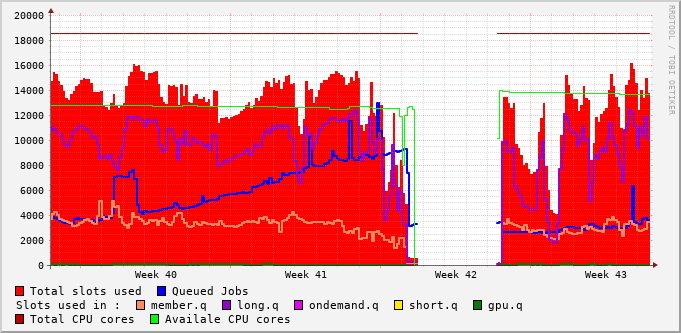 20000
18000
16000
14000
12000
10000
8000
6000
4000
2000
0
Week 40 Week 41 Week 42 Week 43
Total slots used Queued Jobs
Slots used in : member.q long.q ondemand.q short.q gpu.q
Total CPU cores Availale CPU cores
RRDTOOL / TOBI OETIKER